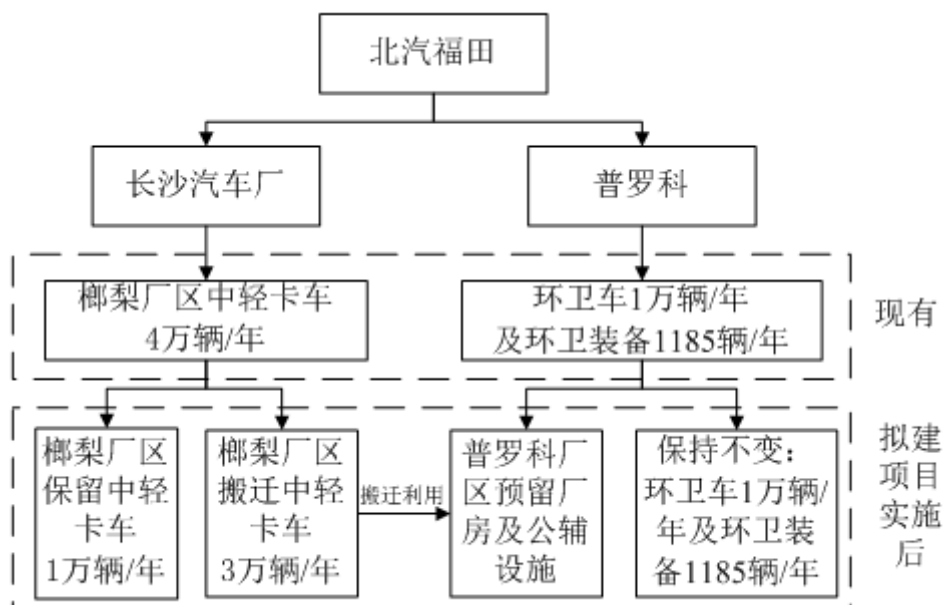 北汽福田
长沙汽车厂
普罗科
榔梨厂区中轻卡车
4万辆/年
环卫车1万辆/年
及环卫装备1185辆/年
现有
榔梨厂区
保留中轻
卡车
1万辆/年
榔梨厂区
搬迁中轻
卡车
3万辆/年
搬迁利用
普罗科厂
区预留厂
房及公辅
设施
保持不变：
环卫车1万辆/
年及环卫装
备1185辆/年
拟建
项目
实施
后